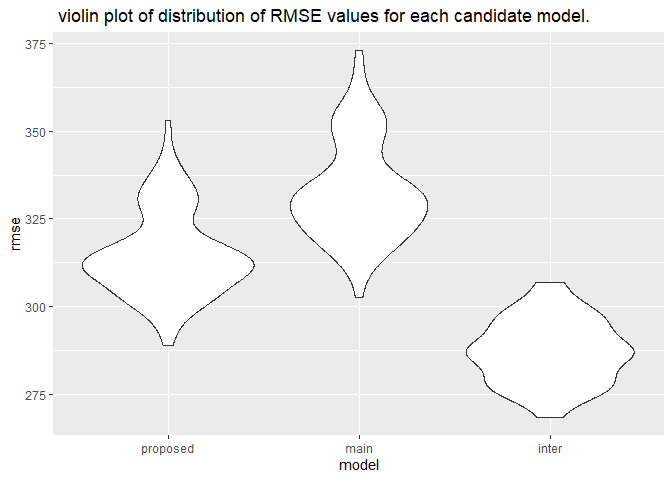 violin plot of distribution of RMSE values for each candidate model.
375
350
325
300
275
rmse
proposed main inter
model